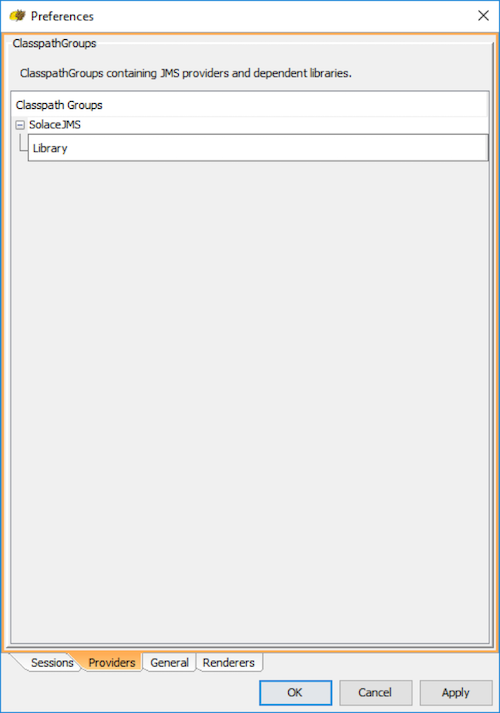 Preferences
ClasspathGroups
ClasspathGroups containing JMS providers and dependent libraries.
Classpath Groups
SolaceJMS
Library
Sessions Providers General Renderers
OK Cancel Apply